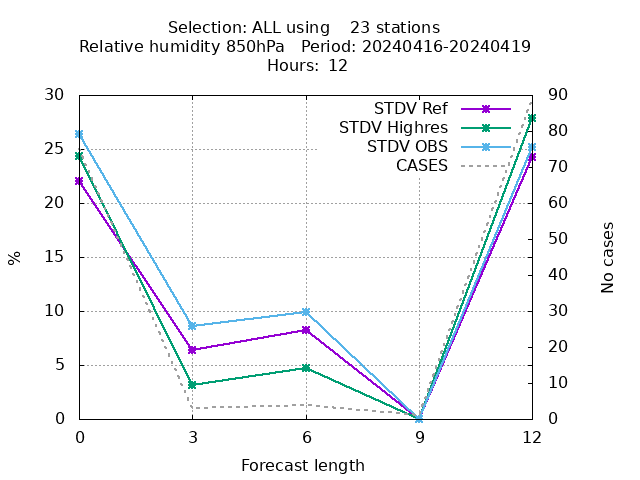 Selection: ALL using 23 stations
Relative humidity 850hPa Period: 20240416-20240419
Hours: 12
30 90
STDV Ref
STDV Highres
80
25 STDV OBS
CASES
70
20 60
50
%
No cases
15
40
10 30
20
5
10
0 0
0 3 6 9 12
Forecast length